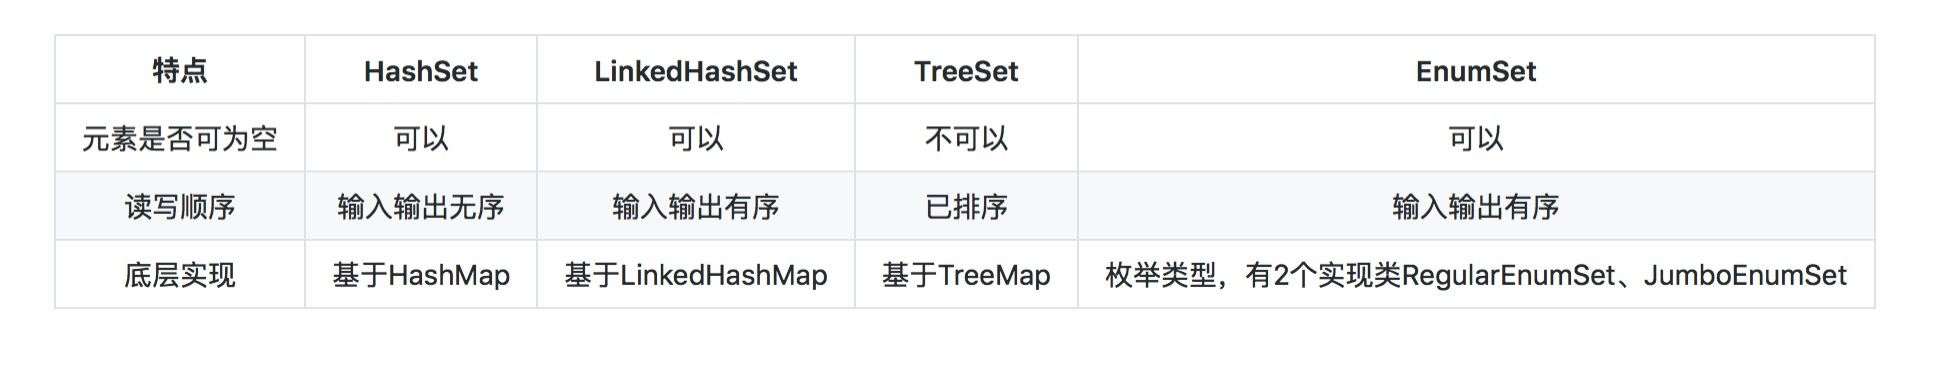 特点 HashSet LinkedHashSet TreeSet EnumSet
元素是否可为空 可以 可以 不可以 可以
读写顺序 输入输出无序 输入输出有序 已排序 输入输出有序
底层实现 基于HashMap 基于LinkedHashMap 基于TreeMap 枚举类型，有2个实现类RegularEnumSet、JumboEnumSet